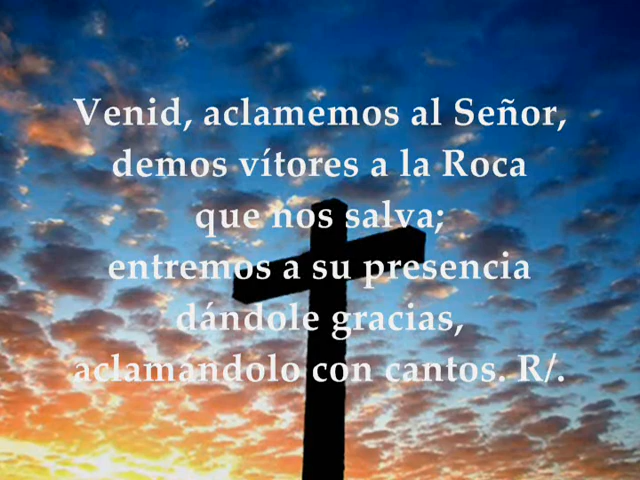 Venid, aclamemos al Señor,
demos vítores a la Roca
que nos salva;
entremos a su presencia
dándole gracias,
aclamándolo con cantos. R/.